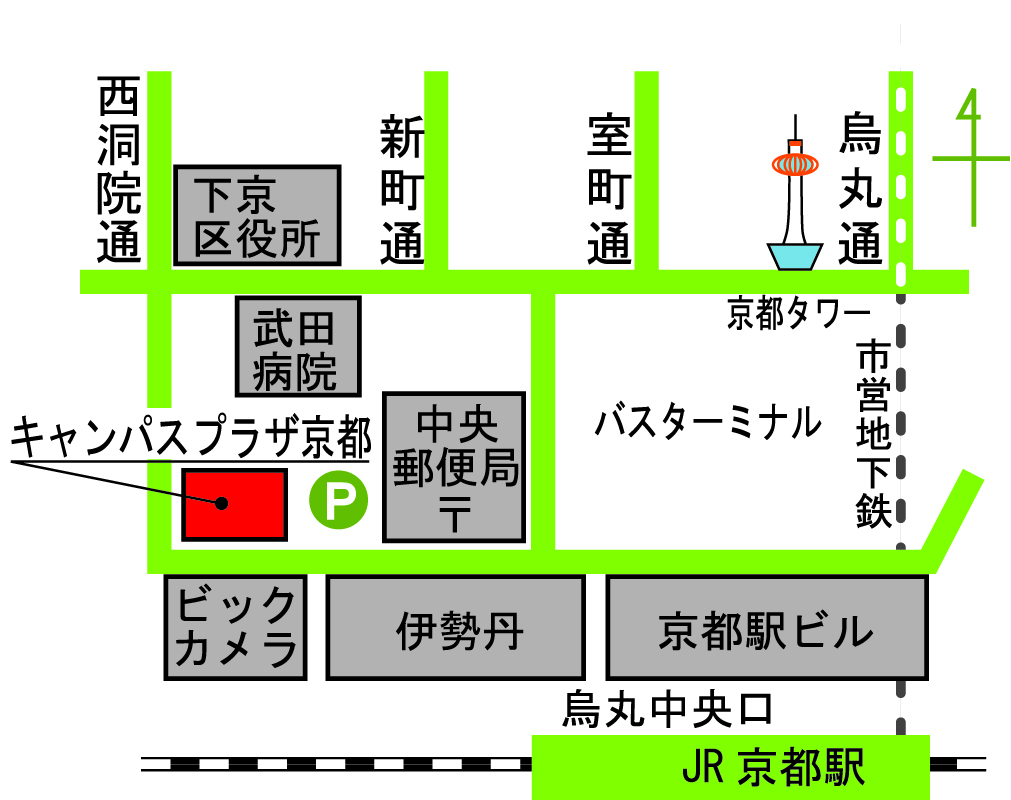 西洞院通
新町通
室町通
烏丸通
下京
区役所
京都タワー
武田
病院
市営地下鉄
キャンパスプラザ京都
中央
郵便局
〒
バスターミナル
P
ビック
カメラ
伊勢丹
京都駅ビル
烏丸中央口
JR 京都駅